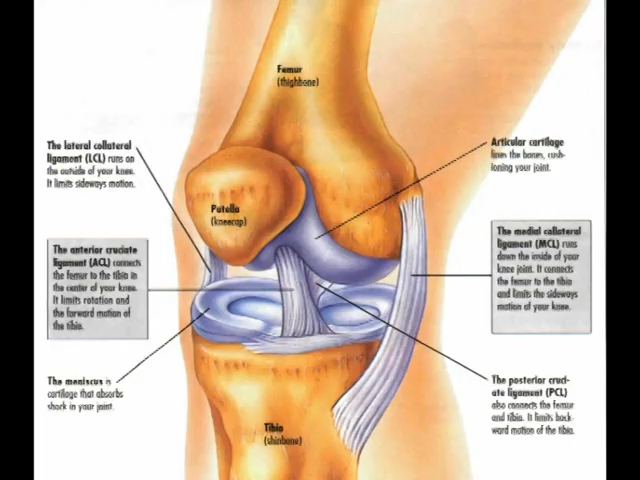 Femur
(thighbone)
The lateral collateral
ligament (LCL) runs on
the outside of your knee.
It limits sideways motion.
Articular cartilage
lines the bones, cush-
ioning your joint.
Patella
(kneecap)
The anterior cruciate
ligament (ACL) connects
the femur to the tibia in
the center of your knee.
It limits rotation and
the forward motion of
the tibia.
The medial collateral
ligament (MCL) runs
down the inside of your
knee joint. It connects
the femur to the tibia
and limits the sideways
motion of your knee.
The meniscus is
cartilage that absorbs
shock in your joint.
The posterior cruci-
ate ligament (PCL)
also connects the femur
and tibia. It limits back-
ward motion of the tibia.
Tibia
(shinbone)